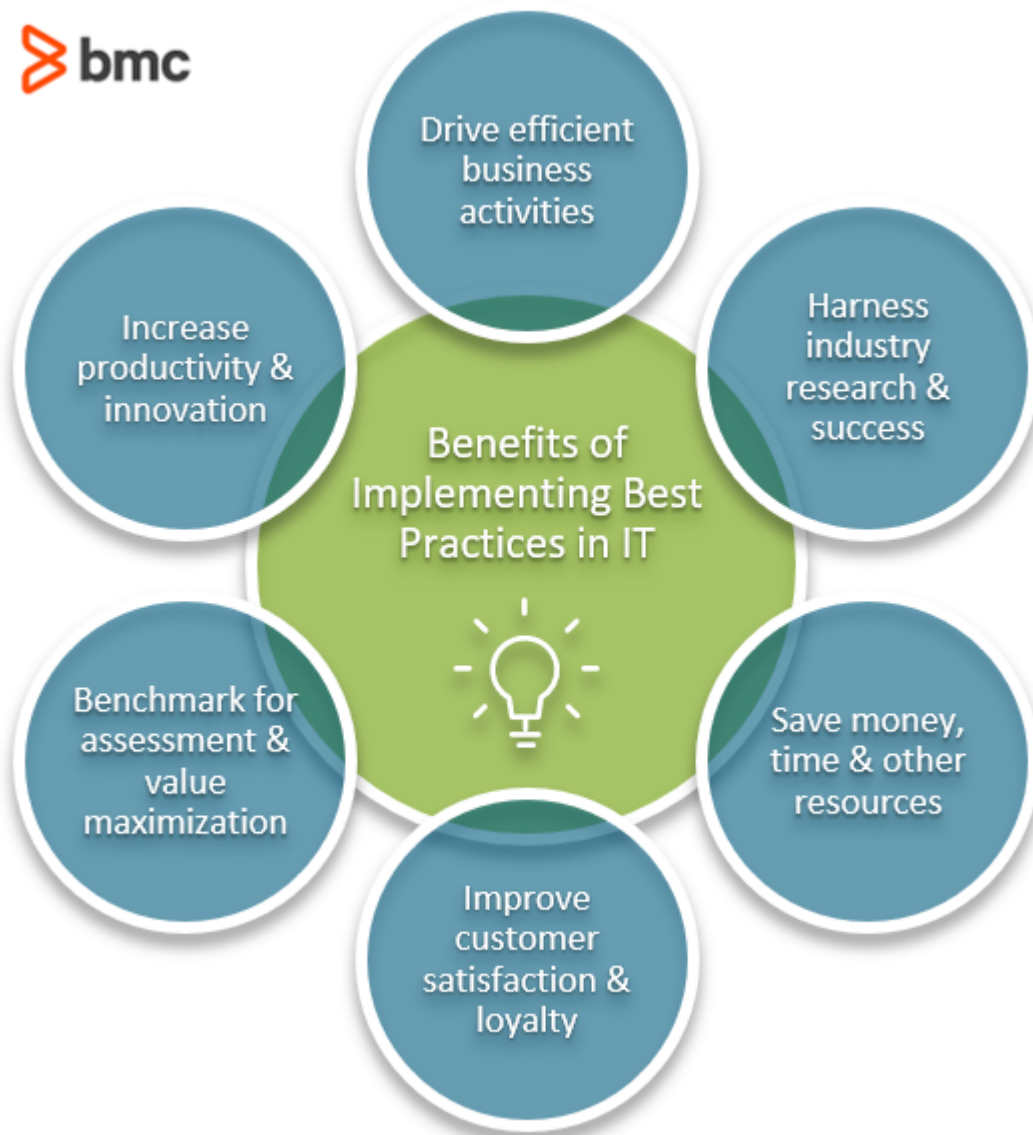 bmc
Drive efficient
business
activities
Harness
industry
research &
success
Save money,
time & other
resources
Improve
customer
satisfaction &
loyalty
Benchmark for
assessment &
value
maximization
Increase
productivity &
innovation
Benefits of
Implementing Best
Practices in IT